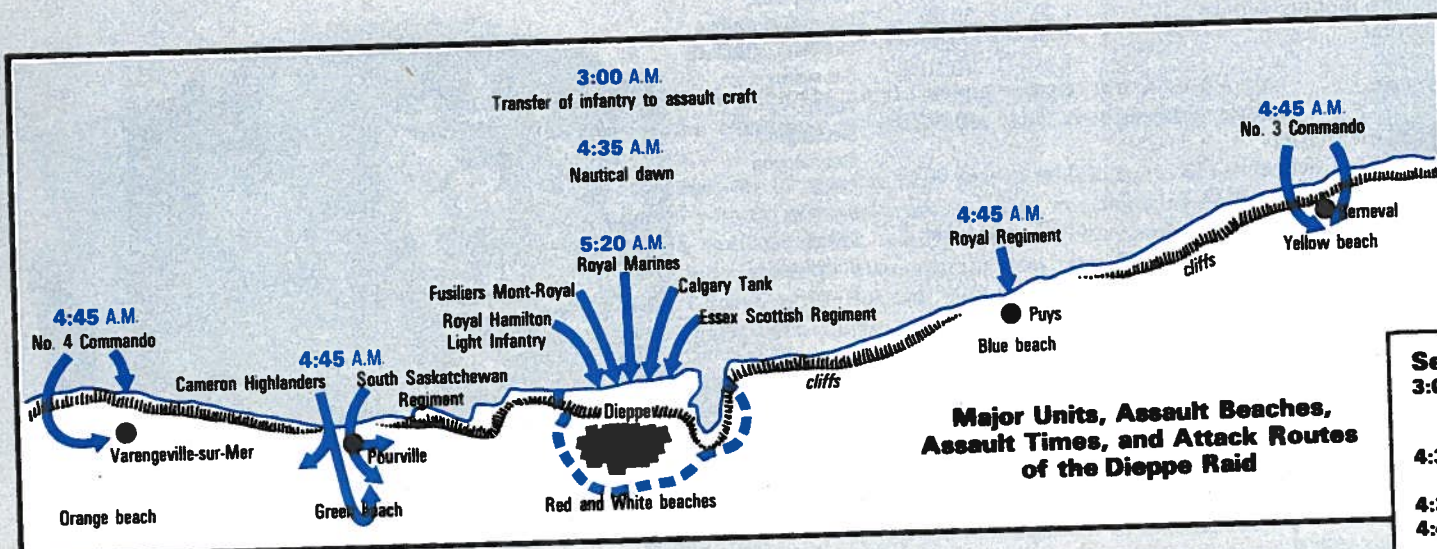 3:00 A.M.
Transfer of infantry to assault craft
4:35 A.M.
Nautical dawn
5:20 A.M.
Royal Marines
Fusiliers Mont-Royal
Calgary Tank
Royal Hamilton
Light Infantry
Essex Scottish Regiment
4:45 A.M.
No. 4 Commando
4:45 A.M.
Cameron Highlanders
South Saskatchewan
Regiment
Varengeville-sur-Mer
Pourville
Orange beach
Green beach
Dieppe
Red and White beaches
cliffs
4:45 A.M.
Royal Regiment
Puys
Blue beach
cliffs
4:45 A.M.
No. 3 Commando
Berneval
Yellow beach
Major Units, Assault Beaches,
Assault Times, and Attack Routes
of the Dieppe Raid